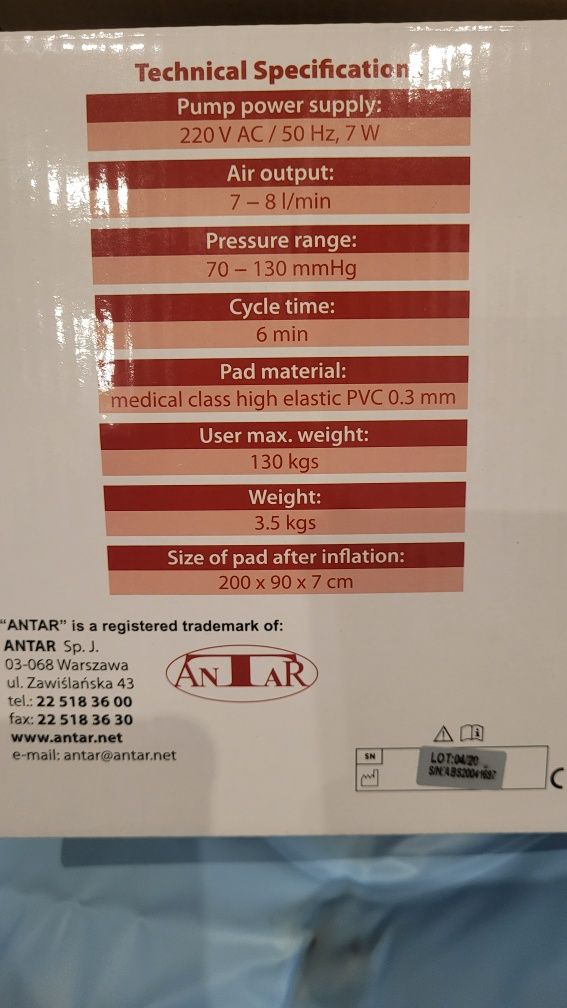 Technical Specification
Pump power supply:
220 V AC / 50 Hz, 7 W
Air output:
7 – 8 l/min
Pressure range:
70 – 130 mmHg
Cycle time:
6 min
Pad material:
medical class high elastic PVC 0.3 mm
User max. weight:
130 kgs
Weight:
3.5 kgs
Size of pad after inflation:
200 x 90 x 7 cm
"ANTAR" is a registered trademark of:
ANTAR Sp. J.
03-068 Warszawa
ul. Zawiślańska 43
tel.: 22 518 36 00
fax: 22 518 36 30
www.antar.net
e-mail: antar@antar.net
ANTAR
SN
LOT:04/20
S/N:ABS20041697